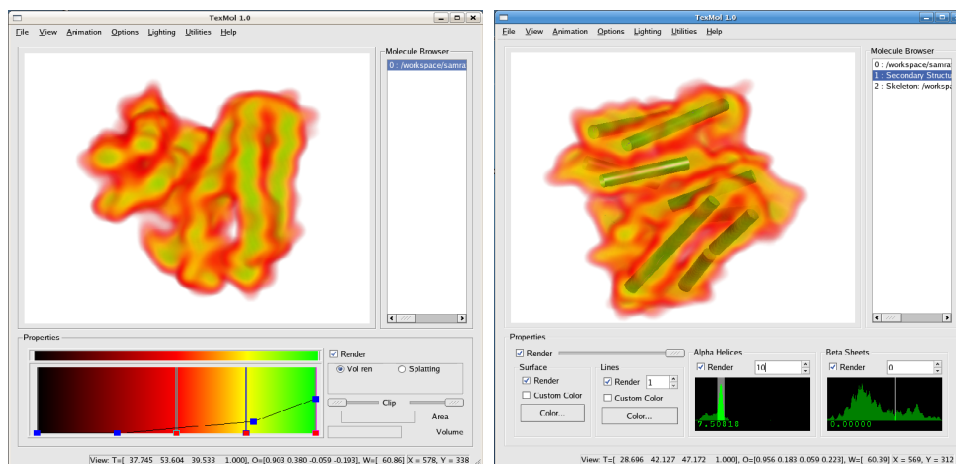 TexMol 1.0
File View Animation Options Lighting Utilities Help
Molecule Browser
0 : /workspace/samra
Properties
Render
Vol ren Splatting
Clip
Area
Volume
View: T=[ 37.745 53.604 39.533 1.000], O=[0.903 0.380 -0.059 -0.193], W=[ 60.86] X = 578, Y = 338
TexMol 1.0
File View Animation Options Lighting Utilities Help
Molecule Browser
0 : /workspace/samra
1 : Secondary Structu
2 : Skeleton: /workspa
Properties
Render
Surface
Render
Custom Color
Color...
Lines
Render 1
Custom Color
Color...
Alpha Helices
Render 10
7.50818
Beta Sheets
Render 0
0.00000
View: T=[ 28.696 42.127 47.172 1.000], O=[0.956 0.183 0.059 0.223], W=[ 60.39] X = 569, Y = 312